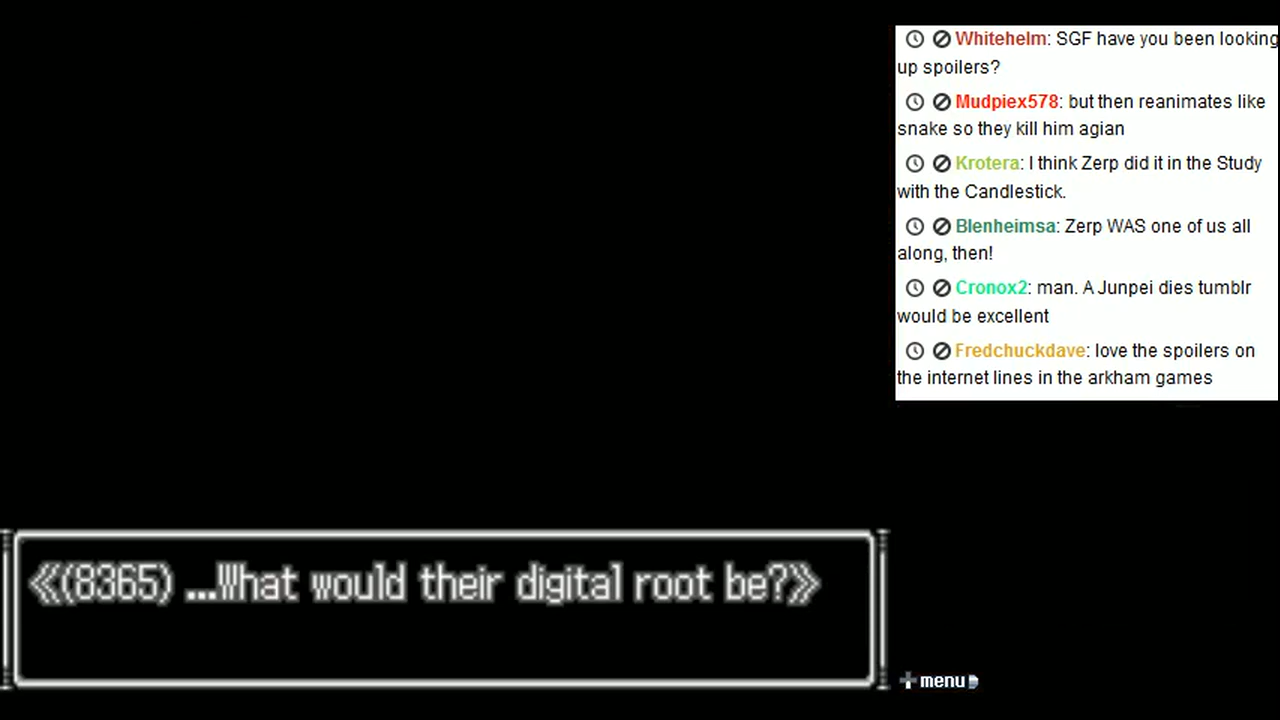 Whitehelm: SGF have you been looking
up spoilers?
Mudpiex578: but then reanimates like
snake so they kill him agian
Krotera: I think Zerp did it in the Study
with the Candlestick.
Blenheimsa: Zerp WAS one of us all
along, then!
Cronox2: man. A Junpei dies tumblr
would be excellent
Fredchuckdave: love the spoilers on
the internet lines in the arkham games
《(8365) ...What would their digital root be?》
menu